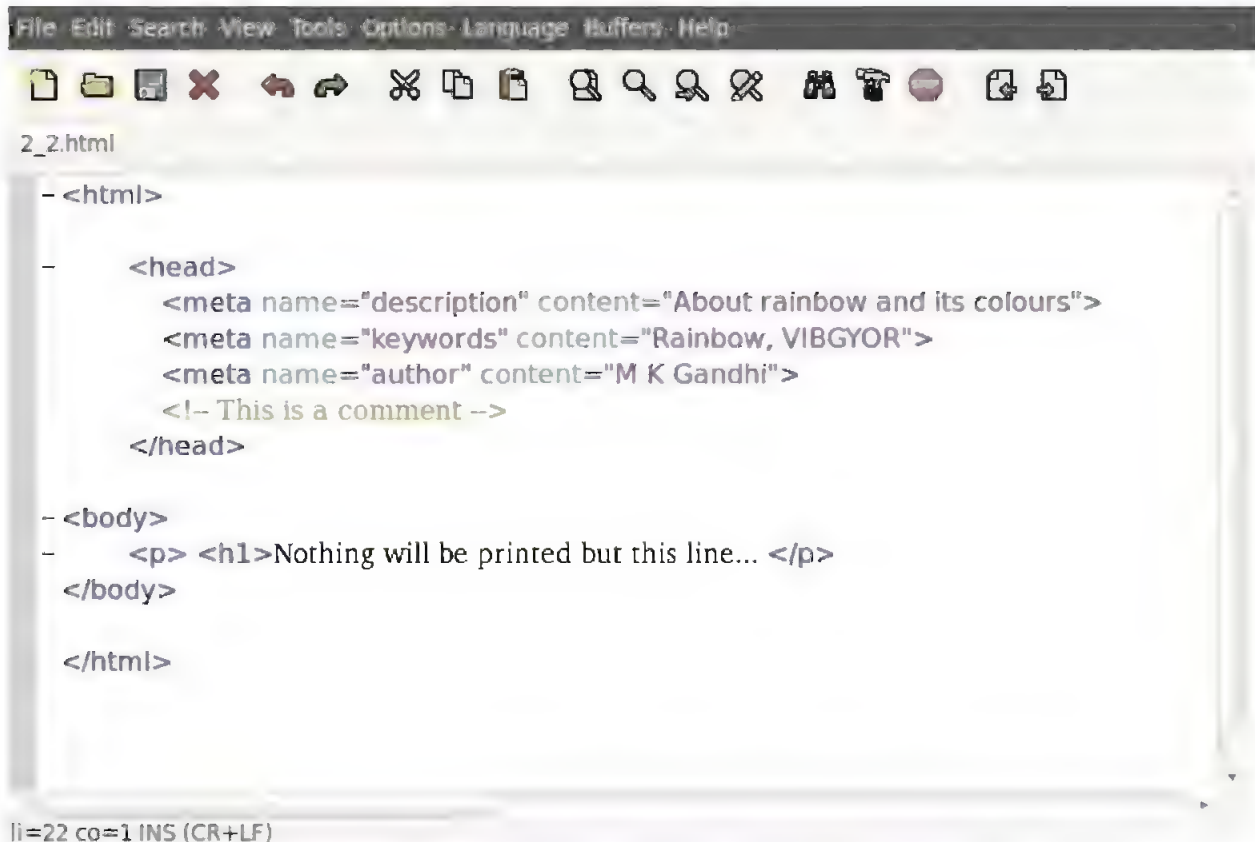 File Edit Search View Tools Options Language Buffers Help
2_2.html
<html>
<head>
<meta name="description" content="About rainbow and its colours">
<meta name="keywords" content="Rainbow, VIBGYOR">
<meta name="author" content="M K Gandhi">
<!-- This is a comment -->
</head>
<body>
<p> <h1>Nothing will be printed but this line... </p>
</body>
</html>
li=22 co=1 INS (CR+LF)